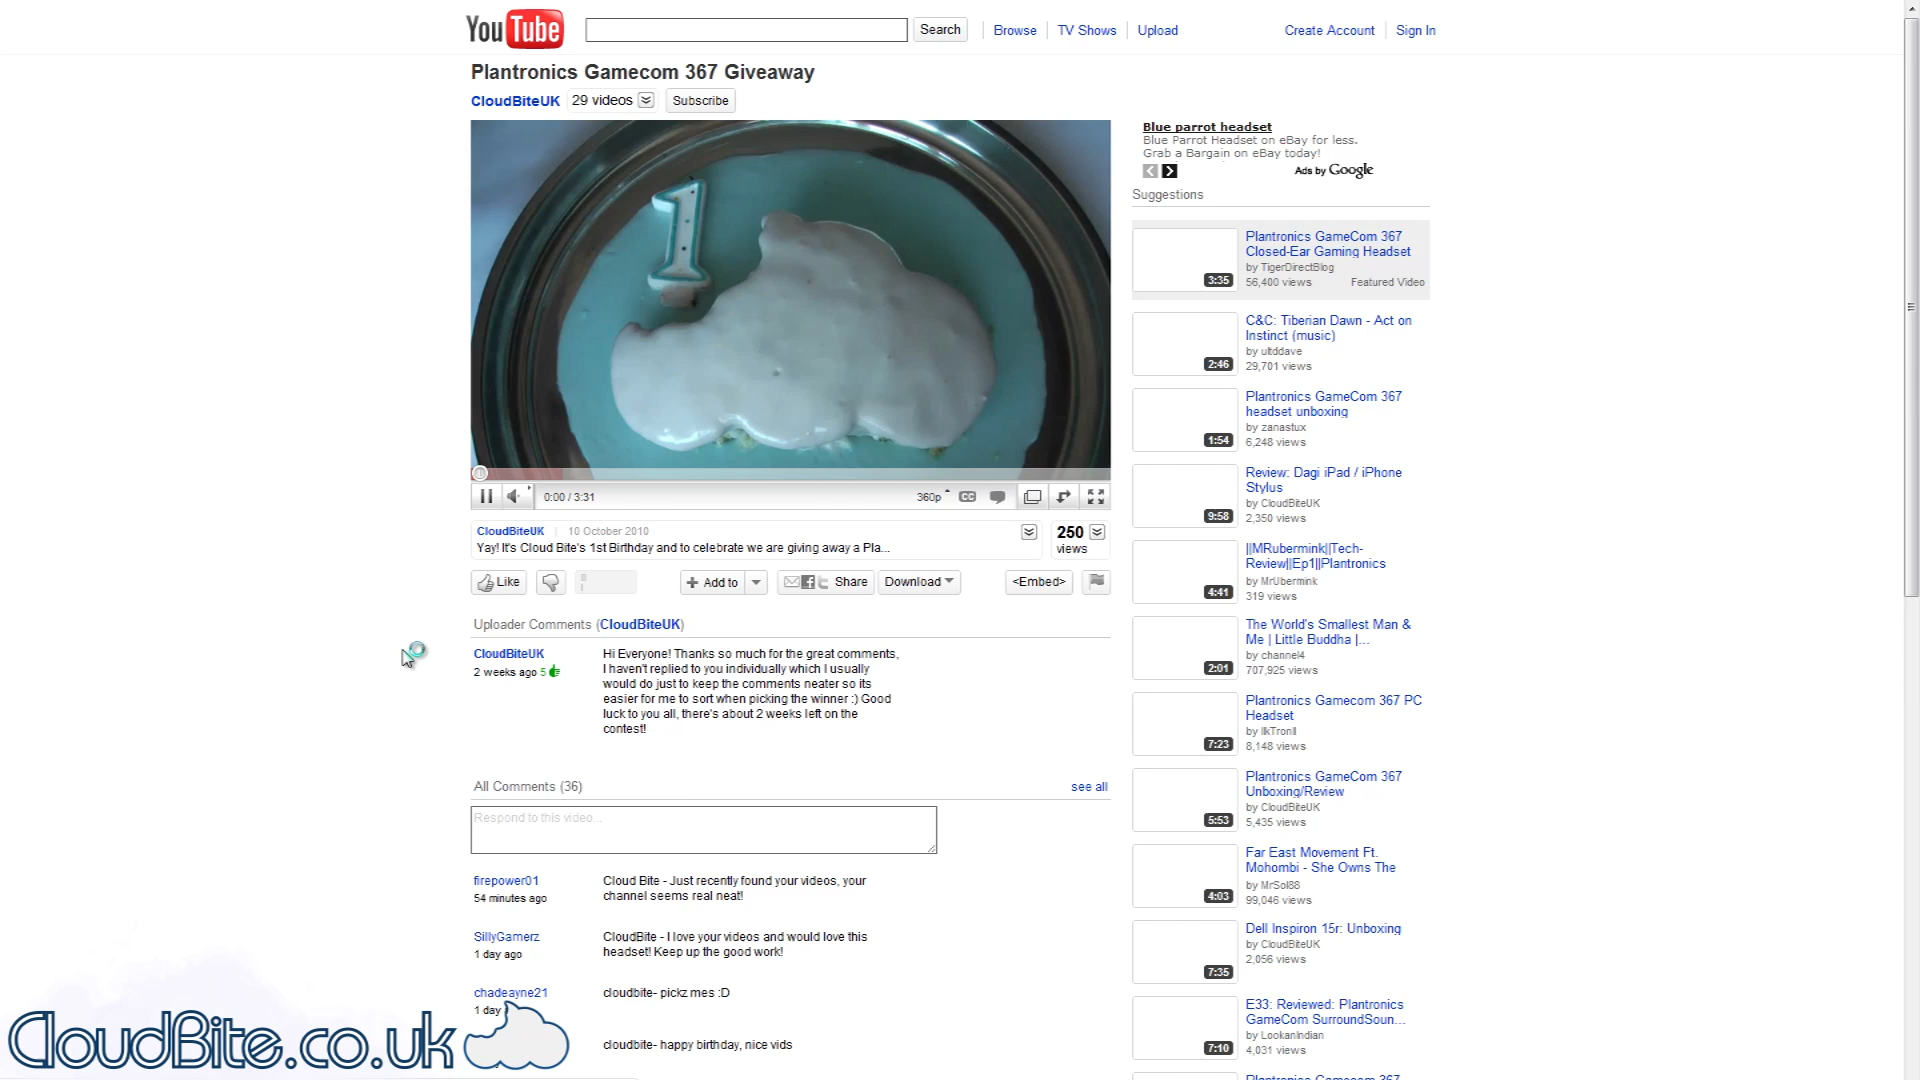 YouTube
Search
Browse
TV Shows
Upload
Create Account
Sign In
Plantronics Gamecom 367 Giveaway
CloudBiteUK
29 videos
Subscribe
1
0:00 / 3:31
360p
CC
CloudBiteUK
10 October 2010
Yay! It's Cloud Bite's 1st Birthday and to celebrate we are giving away a Pla...
250
views
Like
Add to
Share
Download
<Embed>
Uploader Comments (CloudBiteUK)
CloudBiteUK
2 weeks ago 5
Hi Everyone! Thanks so much for the great comments,
I haven't replied to you individually which I usually
would do just to keep the comments neater so its
easier for me to sort when picking the winner :) Good
luck to you all, there's about 2 weeks left on the
contest!
All Comments (36)
see all
Respond to this video...
firepower01
54 minutes ago
Cloud Bite - Just recently found your videos, your
channel seems real neat!
SillyGamerz
1 day ago
CloudBite - I love your videos and would love this
headset! Keep up the good work!
chadeayne21
1 day
cloudbite- pickz mes :D
cloudbite- happy birthday, nice vids
CloudBite.co.uk
Blue parrot headset
Blue Parrot Headset on eBay for less.
Grab a Bargain on eBay today!
Ads by Google
Suggestions
Plantronics GameCom 367
Closed-Ear Gaming Headset
by TigerDirectBlog
56,400 views
Featured Video
3:35
C&C: Tiberian Dawn - Act on
Instinct (music)
by ultddave
29,701 views
2:46
Plantronics GameCom 367
headset unboxing
by zanastux
6,248 views
1:54
Review: Dagi iPad / iPhone
Stylus
by CloudBiteUK
2,350 views
9:58
||MRubermink||Tech-
Review||Ep1||Plantronics
by MrUbermink
319 views
4:41
The World's Smallest Man &
Me | Little Buddha |...
by channel4
707,925 views
2:01
Plantronics Gamecom 367 PC
Headset
8,148 views
7:23
Plantronics GameCom 367
Unboxing/Review
by CloudBiteUK
5,435 views
5:53
Far East Movement Ft.
Mohombi - She Owns The
by MrSol88
99,046 views
4:03
Dell Inspiron 15r: Unboxing
by CloudBiteUK
2,056 views
7:35
E33: Reviewed: Plantronics
GameCom SurroundSoun...
by LookanIndian
4,031 views
7:10